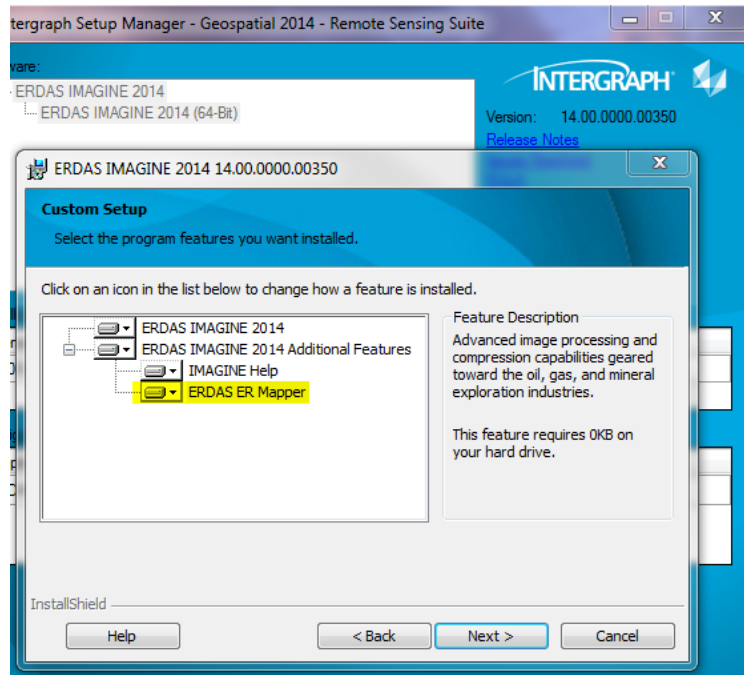 tergraph Setup Manager - Geospatial 2014 - Remote Sensing Suite
ware:
ERDAS IMAGINE 2014
ERDAS IMAGINE 2014 (64-Bit)
INTERGRAPH
Version: 14.00.0000.00350
Release Notes
ERDAS IMAGINE 2014 14.00.0000.00350
Custom Setup
Select the program features you want installed.
Click on an icon in the list below to change how a feature is installed.
ERDAS IMAGINE 2014
ERDAS IMAGINE 2014 Additional Features
IMAGINE Help
ERDAS ER Mapper
Feature Description
Advanced image processing and
compression capabilities geared
toward the oil, gas, and mineral
exploration industries.
This feature requires 0KB on
your hard drive.
InstallShield
Help
< Back
Next >
Cancel